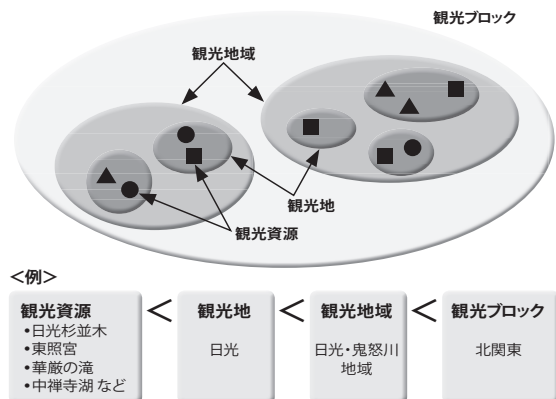 観光ブロック
観光地域
観光地
観光資源
<例>
観光資源
•日光杉並木
•東照宮
•華厳の滝
•中禅寺湖 など
<
観光地
日光
<
観光地域
日光・鬼怒川
地域
<
観光ブロック
北関東